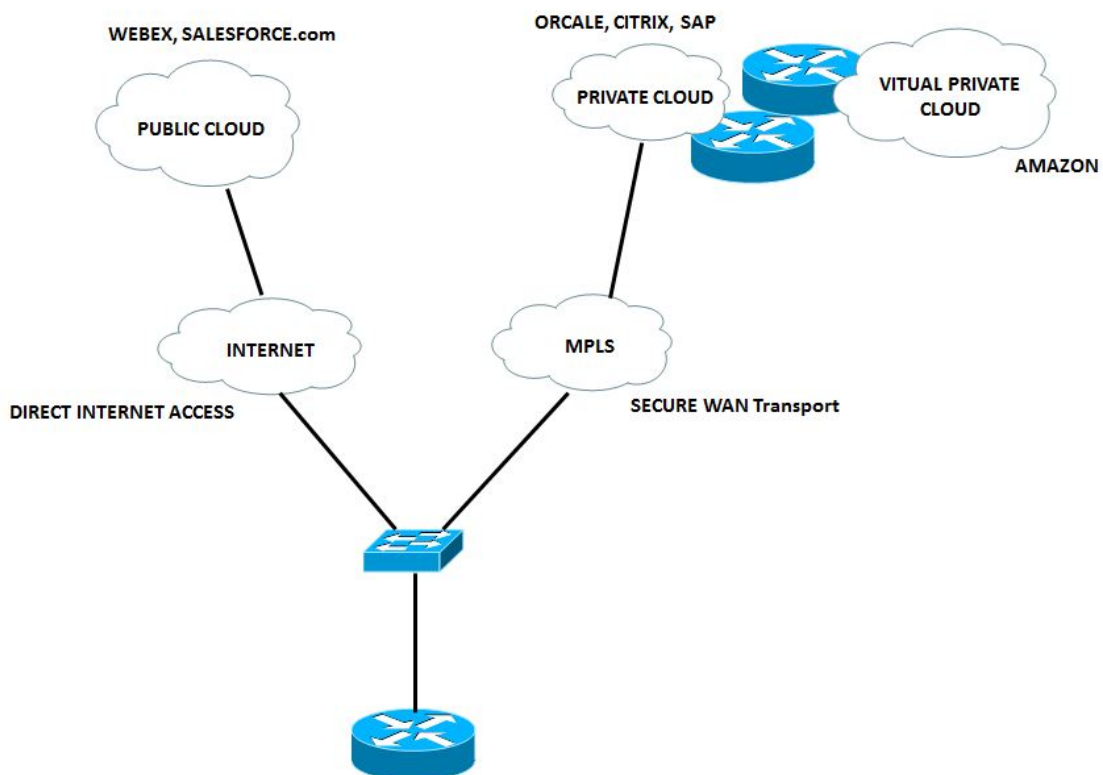 WEBEX, SALESFORCE.com
ORCALE, CITRIX, SAP
PUBLIC CLOUD
PRIVATE CLOUD
VITUAL PRIVATE
CLOUD
AMAZON
INTERNET
MPLS
DIRECT INTERNET ACCESS
SECURE WAN Transport